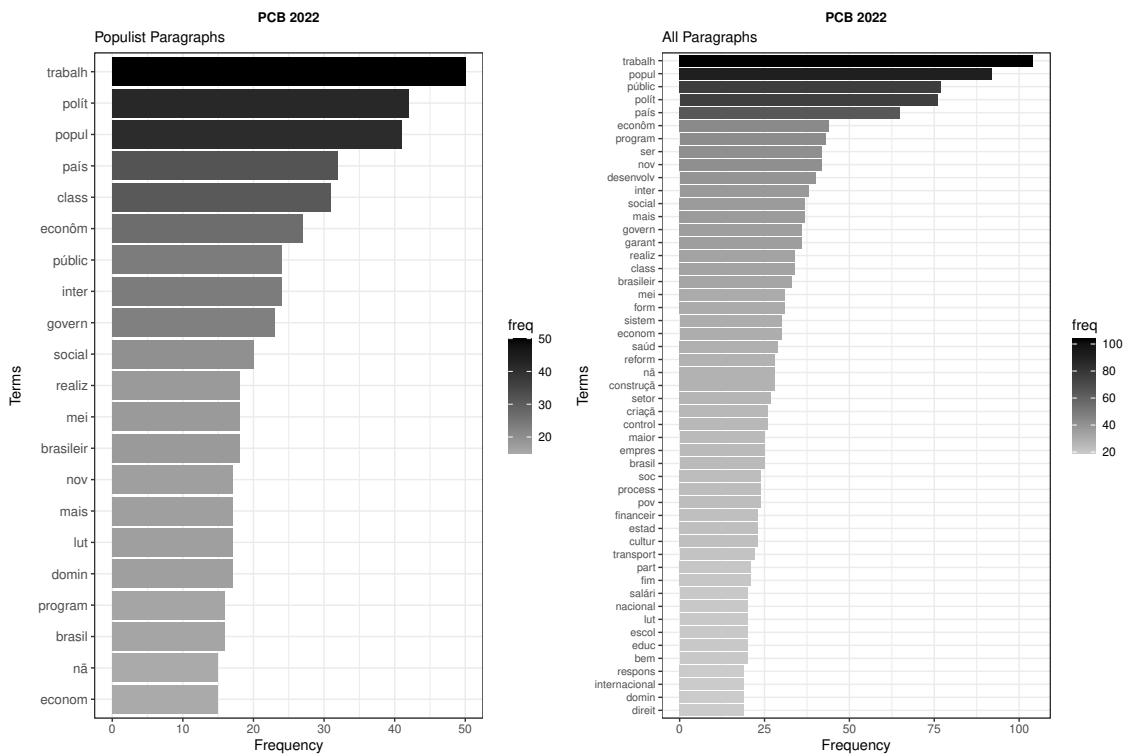 PCB 2022
Populist Paragraphs
Terms
trabalh
polít
popul
país
class
econôm
públic
inter
govern
social
realiz
mei
brasileir
nov
mais
lut
domin
program
brasil
nã
econom
0 10 20 30 40 50
Frequency
freq
50
40
30
20
PCB 2022
All Paragraphs
Terms
trabalh
popul
públic
polít
país
econôm
program
ser
nov
desenvolv
inter
social
mais
govern
garant
realiz
class
brasileir
mei
form
sistem
econom
saúd
reform
nã
construçã
setor
criaçã
control
maior
empres
brasil
soc
process
pov
financeir
estad
cultur
transport
part
fim
salári
nacional
lut
escol
educ
bem
respons
internacional
domin
direit
0 25 50 75 100
Frequency
freq
100
80
60
40
20